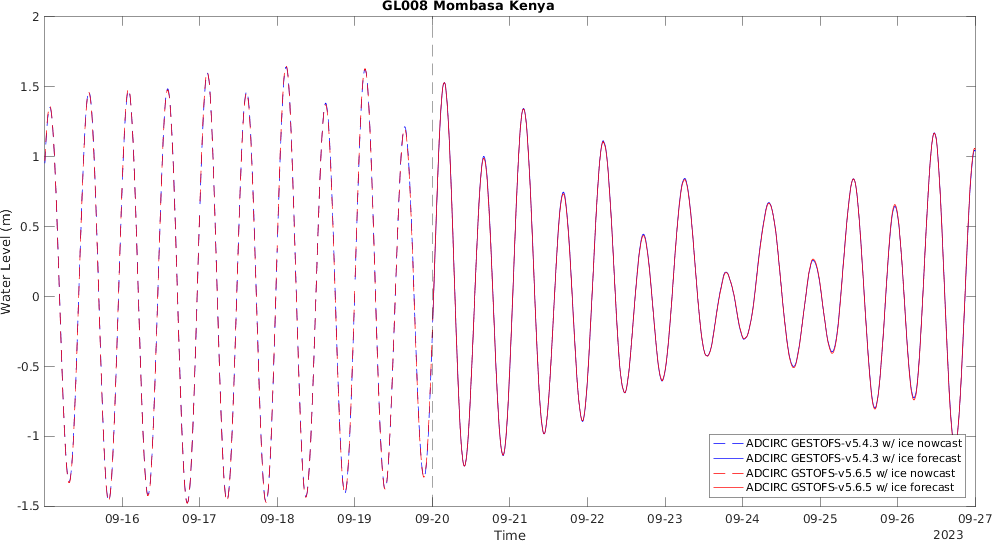 GL008 Mombasa Kenya
2
1.5
1
0.5
0
-0.5
-1
-1.5
Water Level (m)
ADCIRC GESTOFS-v5.4.3 w/ ice nowcast
ADCIRC GESTOFS-v5.4.3 w/ ice forecast
ADCIRC GSTOFS-v5.6.5 w/ ice nowcast
ADCIRC GSTOFS-v5.6.5 w/ ice forecast
09-16 09-17 09-18 09-19 09-20 09-21 09-22 09-23 09-24 09-25 09-26 09-27
Time
2023